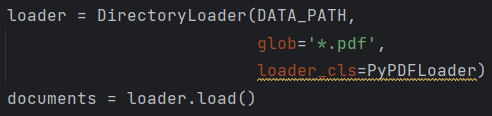 loader = DirectoryLoader(DATA_PATH,
                         glob='*.pdf',
                         loader_cls=PyPDFLoader)
documents = loader.load()